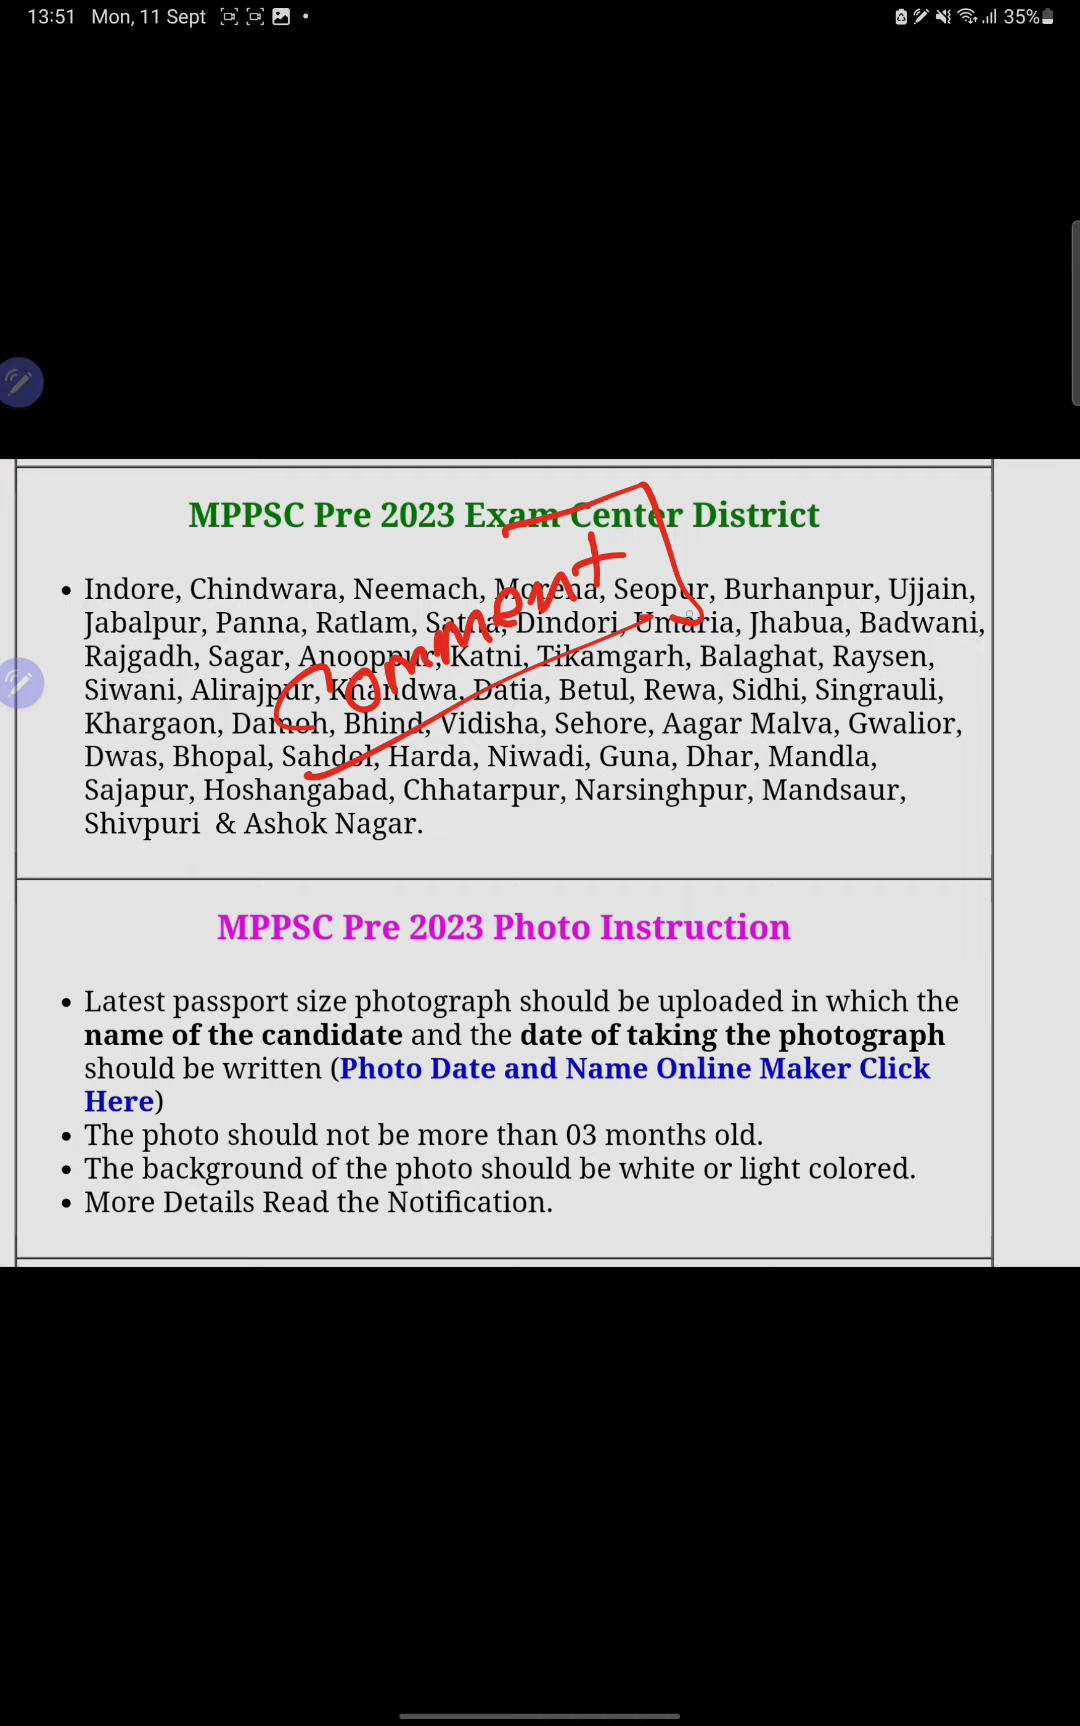 13:51 Mon, 11 Sept
35%
MPPSC Pre 2023 Exam Center District
Indore, Chindwara, Neemach, Morena, Seopur, Burhanpur, Ujjain,
Jabalpur, Panna, Ratlam, Satna, Dindori, Umaria, Jhabua, Badwani,
Rajgadh, Sagar, Anooppur, Katni, Tikamgarh, Balaghat, Raysen,
Siwani, Alirajpur, Khandwa, Datia, Betul, Rewa, Sidhi, Singrauli,
Khargaon, Damoh, Bhind, Vidisha, Sehore, Aagar Malva, Gwalior,
Dwas, Bhopal, Sahdol, Harda, Niwadi, Guna, Dhar, Mandla,
Sajapur, Hoshangabad, Chhatarpur, Narsinghpur, Mandsaur,
Shivpuri & Ashok Nagar.
Comment
MPPSC Pre 2023 Photo Instruction
Latest passport size photograph should be uploaded in which the
name of the candidate and the date of taking the photograph
should be written (Photo Date and Name Online Maker Click
Here)
The photo should not be more than 03 months old.
The background of the photo should be white or light colored.
More Details Read the Notification.